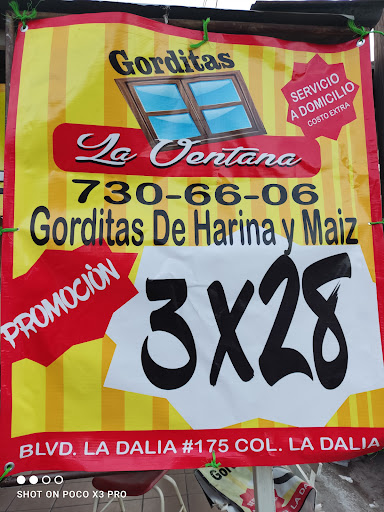 Gorditas
SERVICIO
A DOMICILIO
COSTO EXTRA
La Ventana
730-66-06
Gorditas De Harina y Maiz
PROMOCIÓN
3X28
BLVD. LA DALIA #175 COL. LA DALIA
SHOT ON POCO X3 PRO